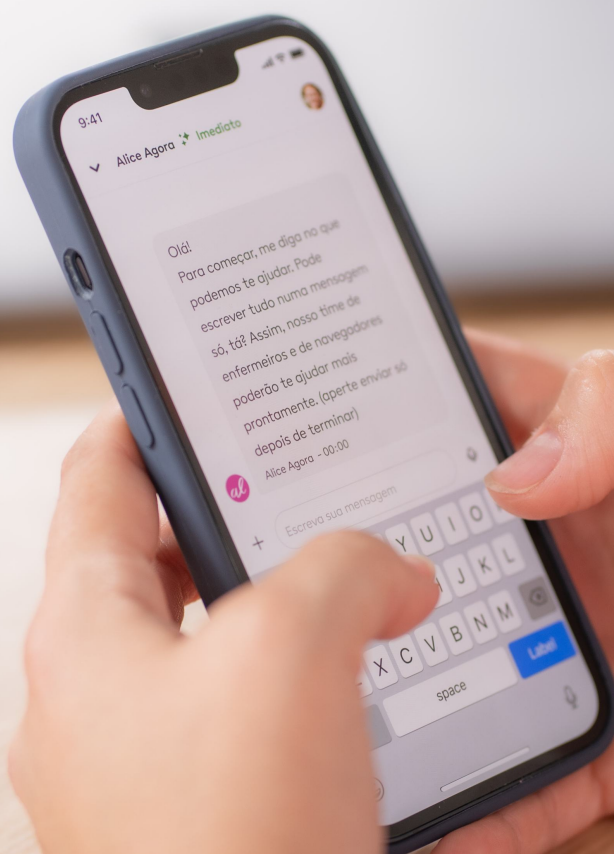 9:41
Alice Agora Imediato
Olá!
Para começar, me diga no que
podemos te ajudar. Pode
escrever tudo numa mensagem
só, tá? Assim, nosso time de
enfermeiros e de navegadores
poderão te ajudar mais
prontamente. (aperte enviar só
depois de terminar)
Alice Agora - 00:00
al
Escreva sua mensagem
Y U I O
J K L
X C V B N M
space Label